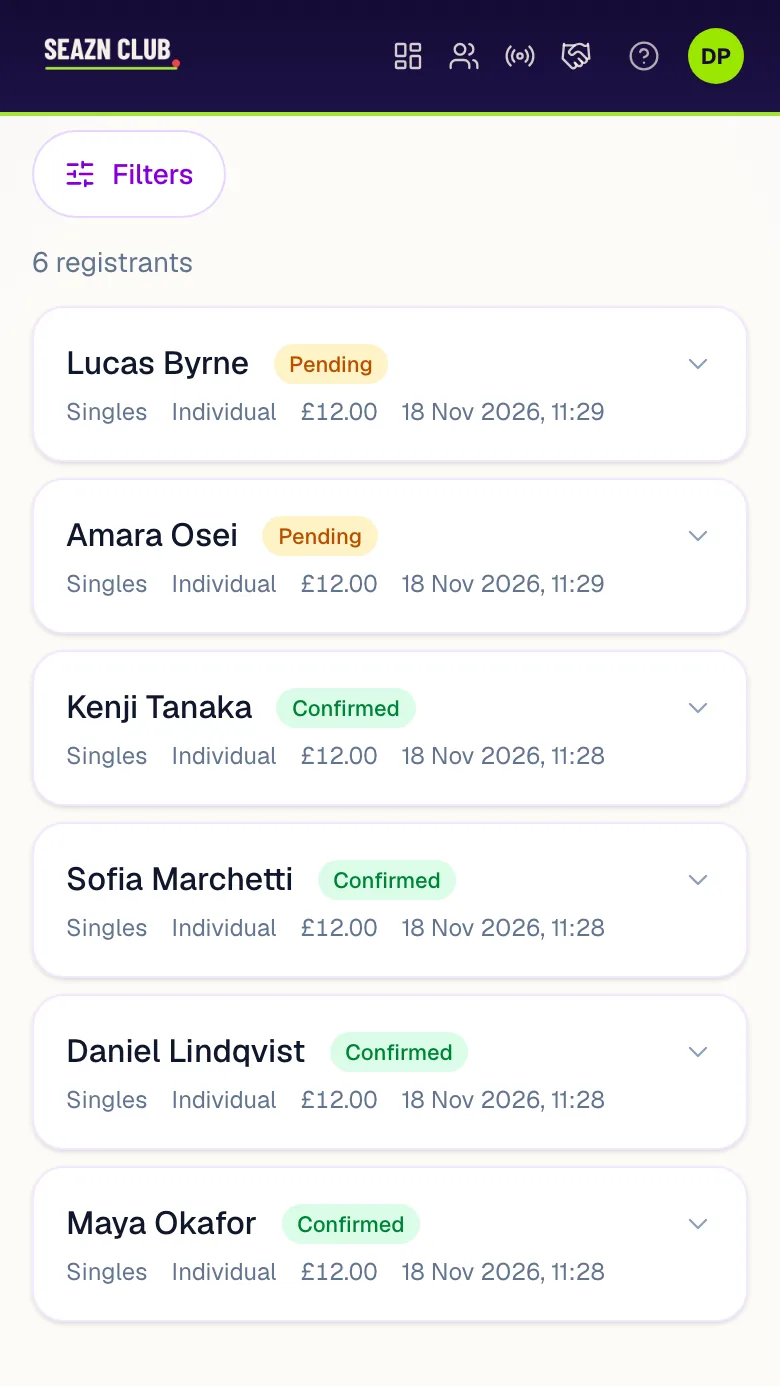 SEAZN CLUB
DP
Filters
6 registrants
Lucas Byrne Pending
Singles Individual £12.00 18 Nov 2026, 11:29
Amara Osei Pending
Singles Individual £12.00 18 Nov 2026, 11:29
Kenji Tanaka Confirmed
Singles Individual £12.00 18 Nov 2026, 11:28
Sofia Marchetti Confirmed
Singles Individual £12.00 18 Nov 2026, 11:28
Daniel Lindqvist Confirmed
Singles Individual £12.00 18 Nov 2026, 11:28
Maya Okafor Confirmed
Singles Individual £12.00 18 Nov 2026, 11:28